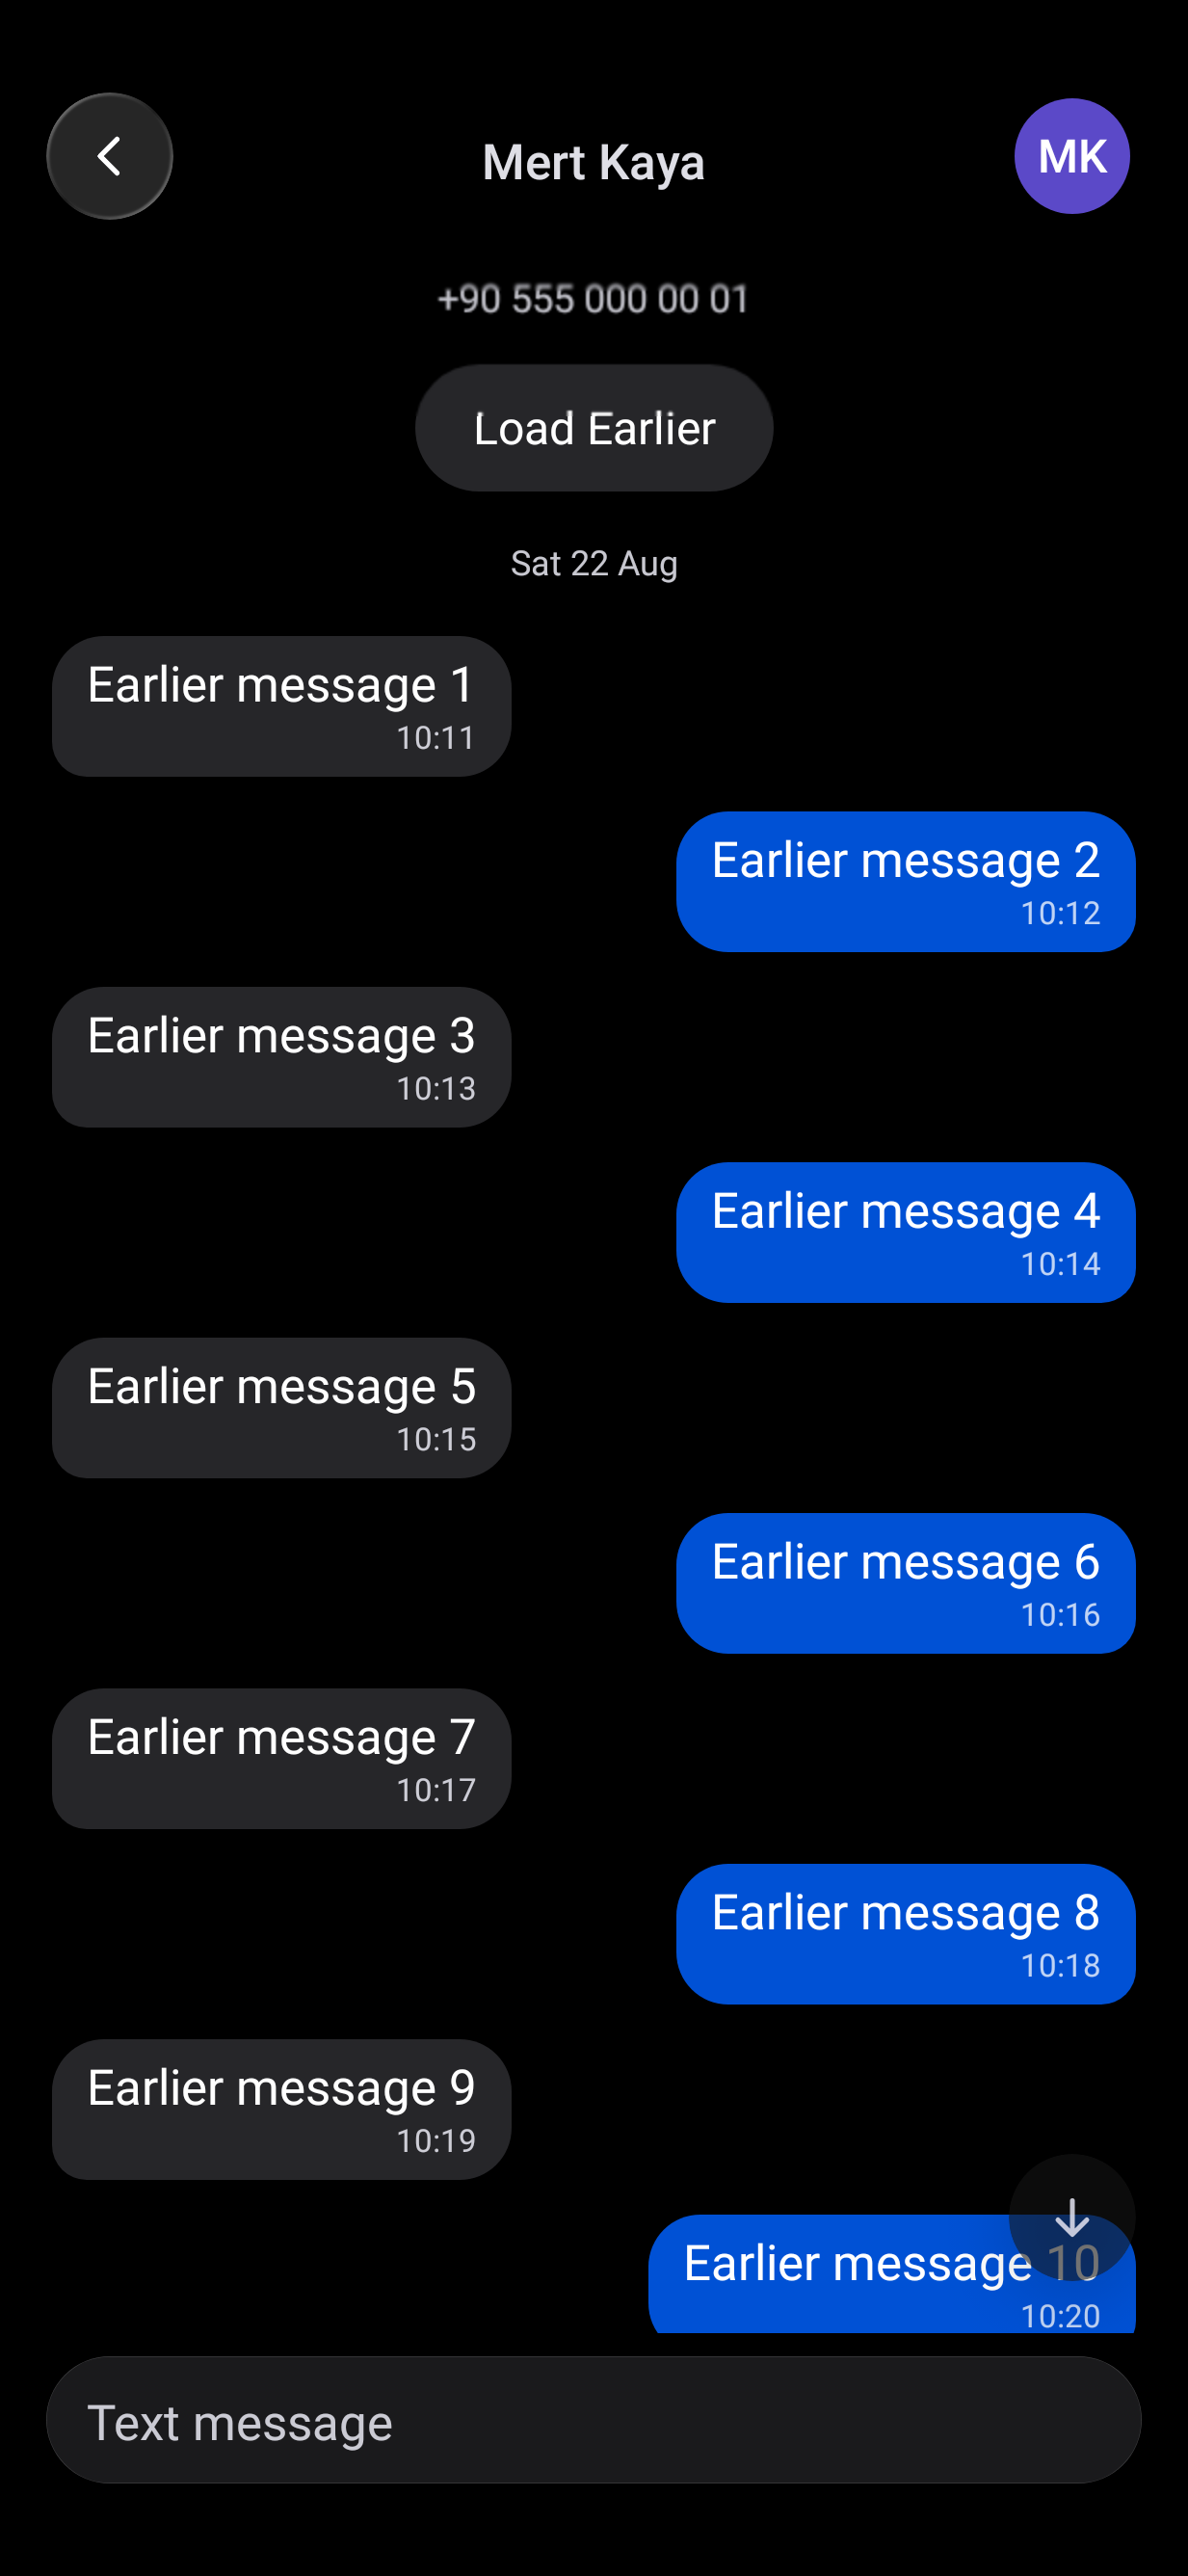 Mert Kaya
MK
+90 555 000 00 01
Load Earlier
Sat 22 Aug
Earlier message 1
10:11
Earlier message 2
10:12
Earlier message 3
10:13
Earlier message 4
10:14
Earlier message 5
10:15
Earlier message 6
10:16
Earlier message 7
10:17
Earlier message 8
10:18
Earlier message 9
10:19
Earlier message 10
10:20
Text message